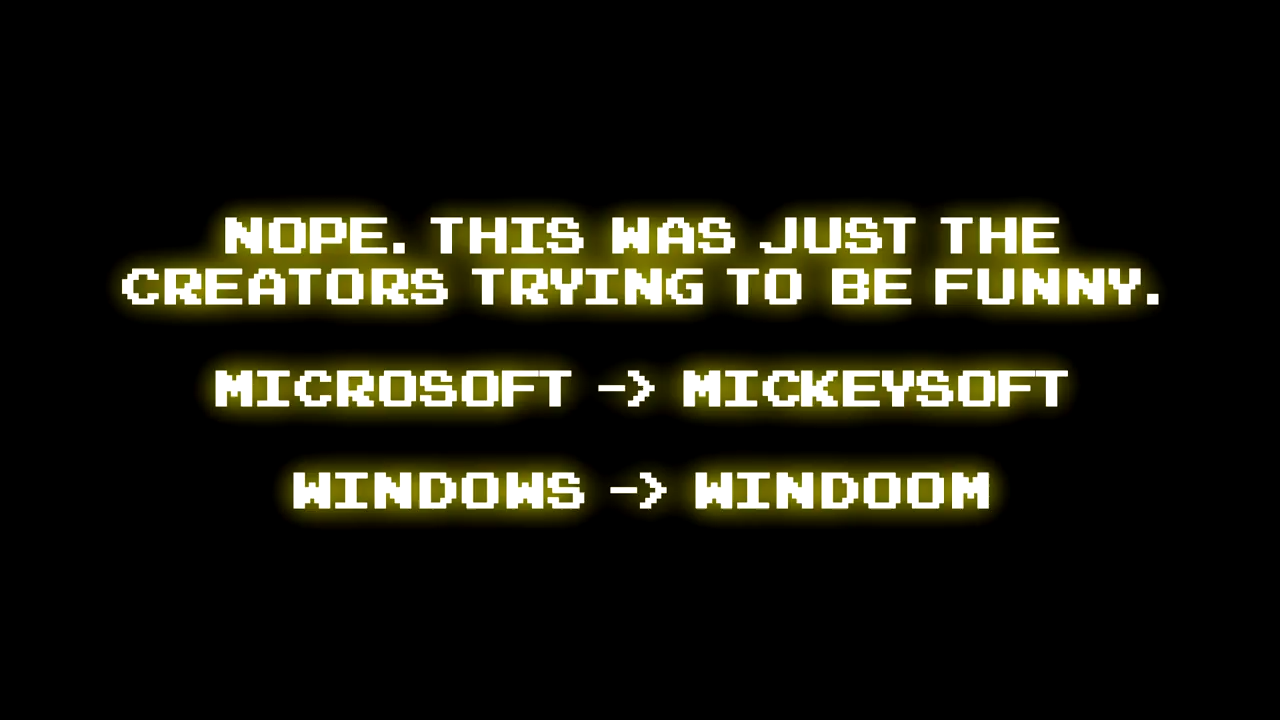 NOPE. THIS WAS JUST THE
CREATORS TRYING TO BE FUNNY.
MICROSOFT -> MICKEYSOFT
WINDOWS -> WINDOOM